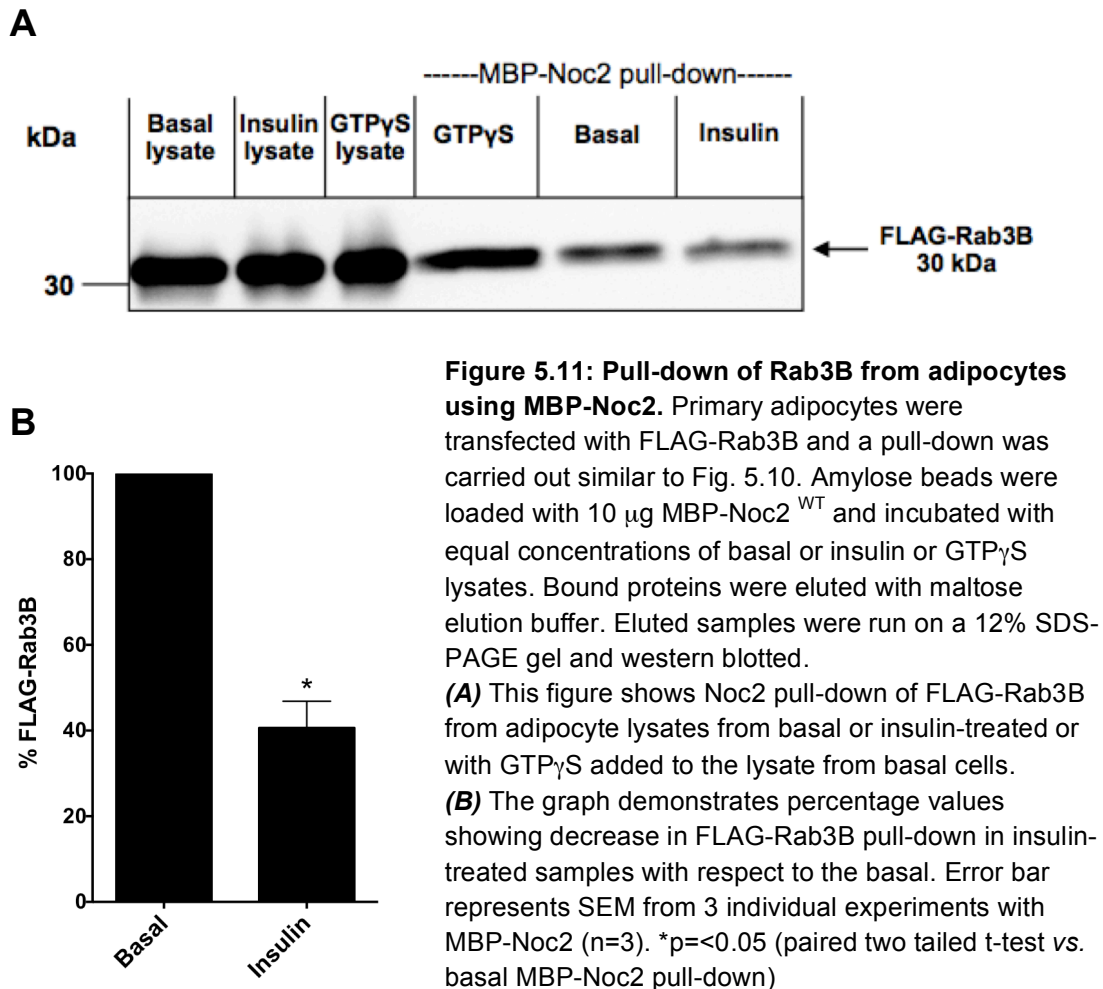 A
------MBP-Noc2 pull-down------
kDa
Basal lysate
Insulin lysate
GTPγS lysate
GTPγS
Basal
Insulin
30
FLAG-Rab3B
30 kDa
B
% FLAG-Rab3B
100
80
60
40
20
0
*
Basal
Insulin
Figure 5.11: Pull-down of Rab3B from adipocytes
using MBP-Noc2. Primary adipocytes were
transfected with FLAG-Rab3B and a pull-down was
carried out similar to Fig. 5.10. Amylose beads were
loaded with 10 μg MBP-Noc2 WT and incubated with
equal concentrations of basal or insulin or GTPγS
lysates. Bound proteins were eluted with maltose
elution buffer. Eluted samples were run on a 12% SDS-
PAGE gel and western blotted.
(A) This figure shows Noc2 pull-down of FLAG-Rab3B
from adipocyte lysates from basal or insulin-treated or
with GTPγS added to the lysate from basal cells.
(B) The graph demonstrates percentage values
showing decrease in FLAG-Rab3B pull-down in insulin-
treated samples with respect to the basal. Error bar
represents SEM from 3 individual experiments with
MBP-Noc2 (n=3). *p=<0.05 (paired two tailed t-test vs.
basal MBP-Noc2 pull-down)